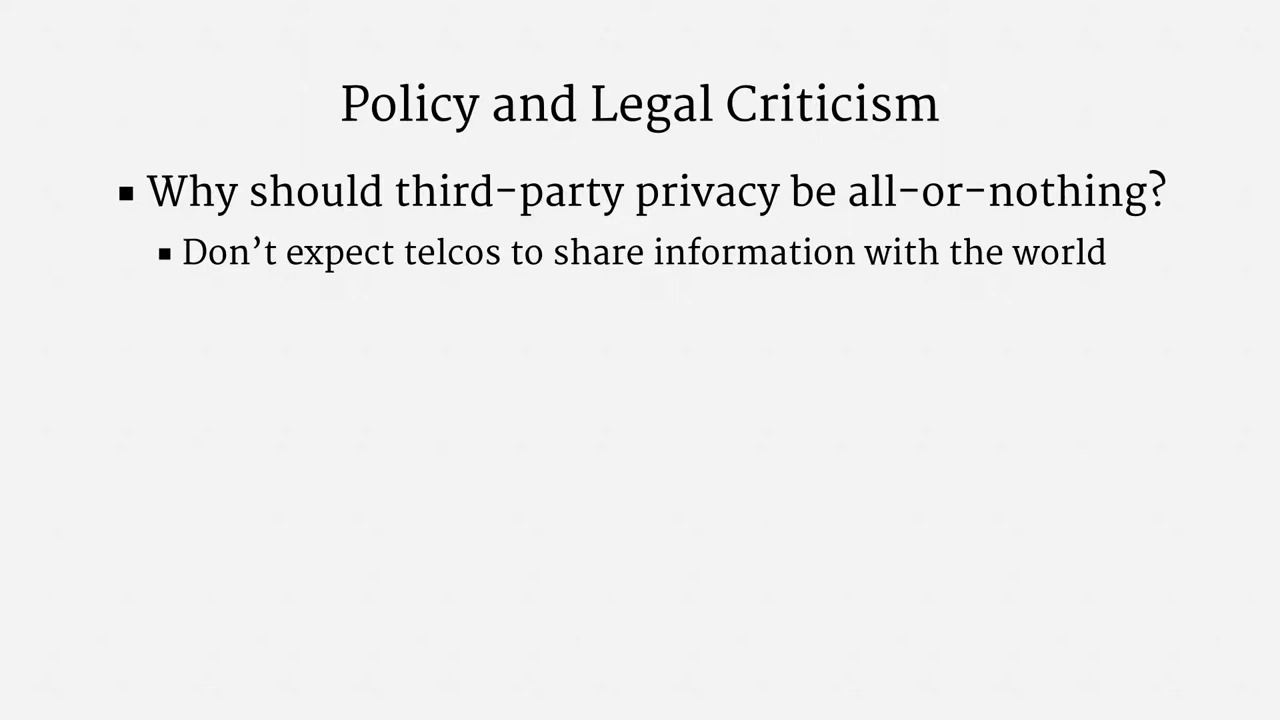 Policy and Legal Criticism
▪ Why should third-party privacy be all-or-nothing?
▪ Don’t expect telcos to share information with the world